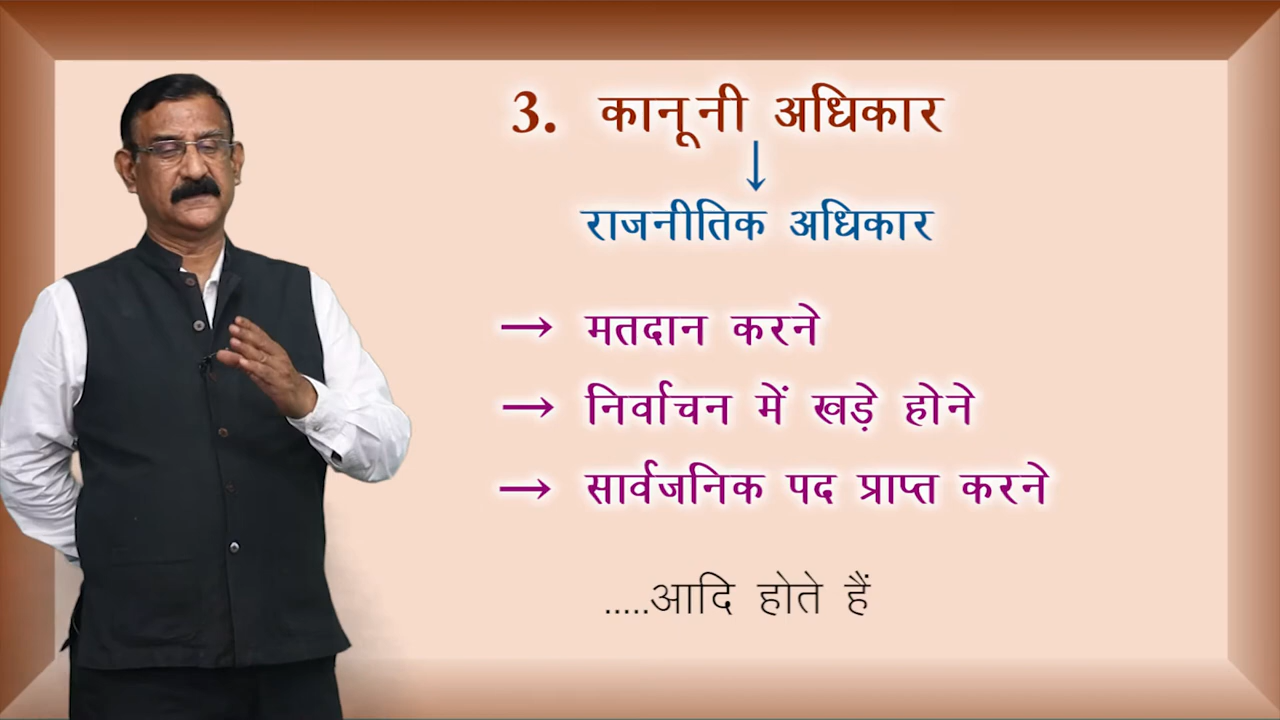 3. कानूनी अधिकार
↓
राजनीतिक अधिकार
→ मतदान करने
→ निर्वाचन में खड़े होने
→ सार्वजनिक पद प्राप्त करने
.....आदि होते हैं